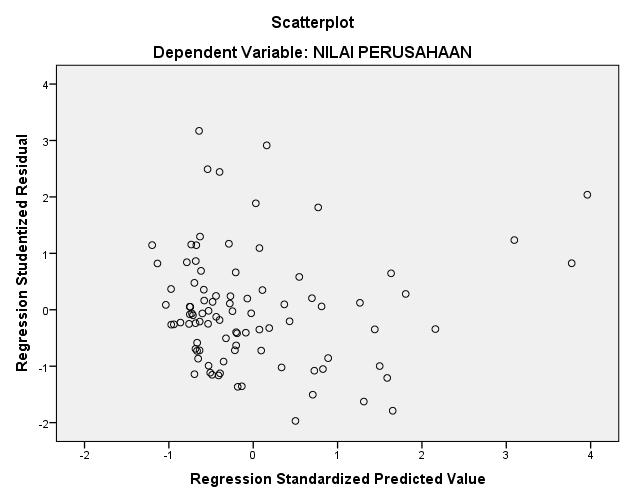 Scatterplot
Dependent Variable: NILAI PERUSAHAAN
Regression Studentized Residual
4
3
2
1
0
-1
-2
-2 -1 0 1 2 3 4
Regression Standardized Predicted Value